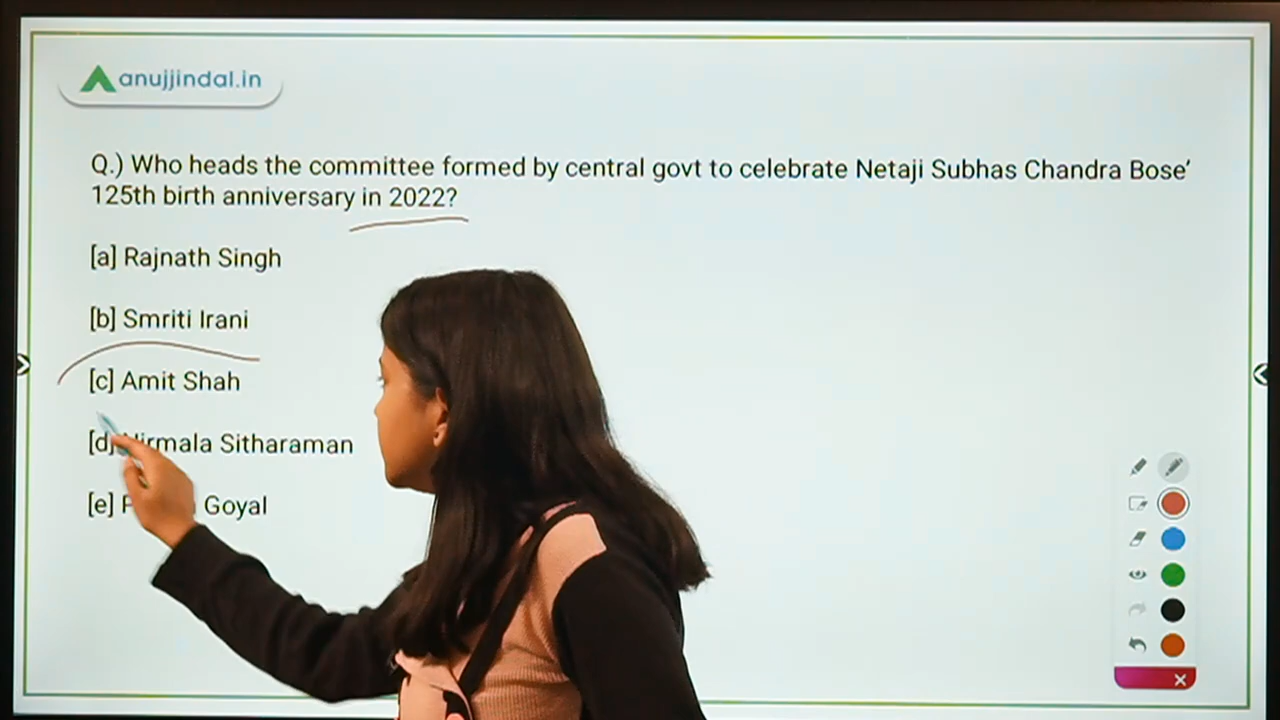 anujjindal.in
Q.) Who heads the committee formed by central govt to celebrate Netaji Subhas Chandra Bose’
125th birth anniversary in 2022?
[a] Rajnath Singh
[b] Smriti Irani
[c] Amit Shah
[d] Nirmala Sitharaman
[e] Goyal